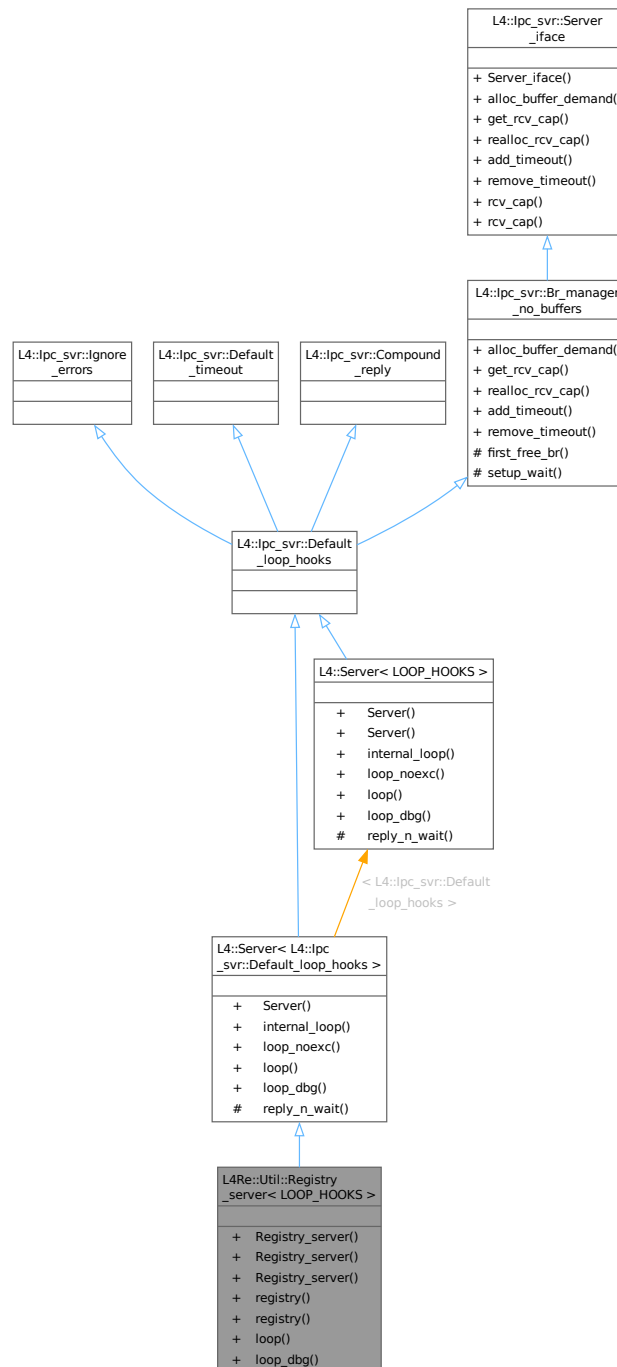 L4::Ipc_svr::Server
_iface
+ Server_iface()
+ alloc_buffer_demand()
+ get_rcv_cap()
+ realloc_rcv_cap()
+ add_timeout()
+ remove_timeout()
+ rcv_cap()
+ rcv_cap()
L4::Ipc_svr::Br_manager
_no_buffers
+ alloc_buffer_demand()
+ get_rcv_cap()
+ realloc_rcv_cap()
+ add_timeout()
+ remove_timeout()
# first_free_br()
# setup_wait()
L4::Ipc_svr::Ignore
_errors
L4::Ipc_svr::Default
_timeout
L4::Ipc_svr::Compound
_reply
L4::Ipc_svr::Default
_loop_hooks
L4::Server< LOOP_HOOKS >
+ Server()
+ Server()
+ internal_loop()
+ loop_noexc()
+ loop()
+ loop_dbg()
# reply_n_wait()
< L4::Ipc_svr::Default
_loop_hooks >
L4::Server< L4::Ipc
_svr::Default_loop_hooks >
+ Server()
+ internal_loop()
+ loop_noexc()
+ loop()
+ loop_dbg()
# reply_n_wait()
L4Re::Util::Registry
_server< LOOP_HOOKS >
+ Registry_server()
+ Registry_server()
+ Registry_server()
+ registry()
+ registry()
+ loop()
+ loop_dbg()